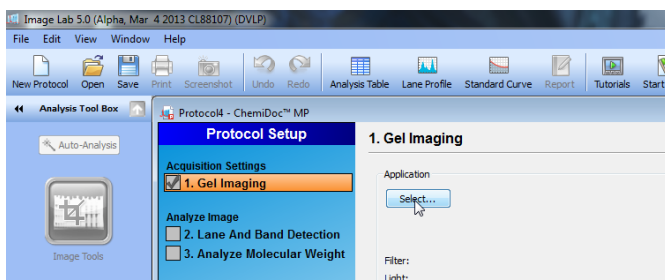 Image Lab 5.0 (Alpha, Mar 4 2013 CL88107) (DVLP)
File Edit View Window Help
New Protocol Open Save Print Screenshot Undo Redo Analysis Table Lane Profile Standard Curve Report Tutorials Start
Analysis Tool Box
Protocol4 - ChemiDoc™ MP
Auto-Analysis
Image Tools
Protocol Setup
Acquisition Settings
1. Gel Imaging
Analyze Image
2. Lane And Band Detection
3. Analyze Molecular Weight
1. Gel Imaging
Application
Select...
Filter:
Light: